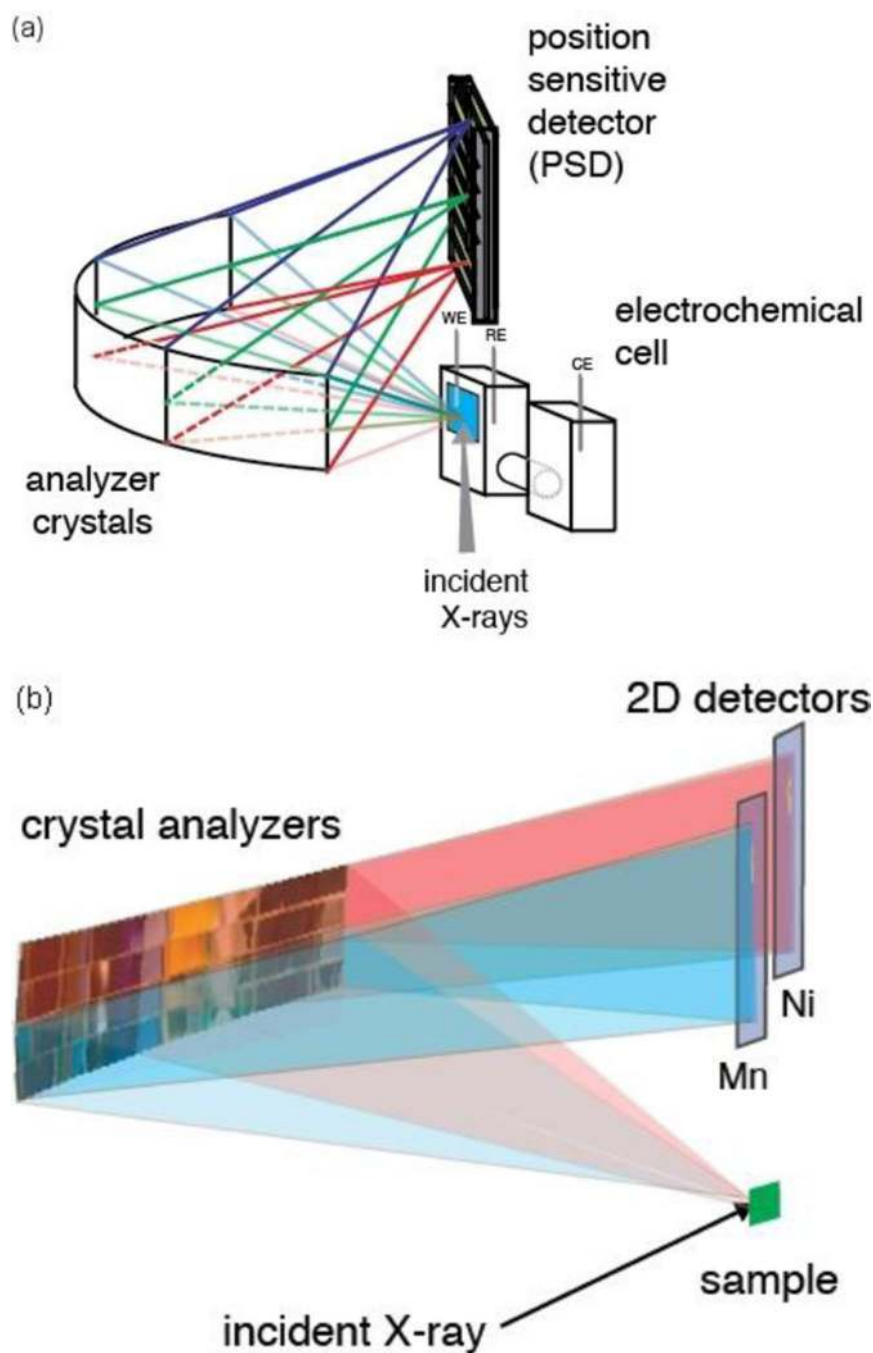 (a)
position
sensitive
detector
(PSD)
WE
RE
electrochemical
cell
CE
analyzer
crystals
incident
X-rays
(b)
2D detectors
crystal analyzers
Ni
Mn
sample
incident X-ray